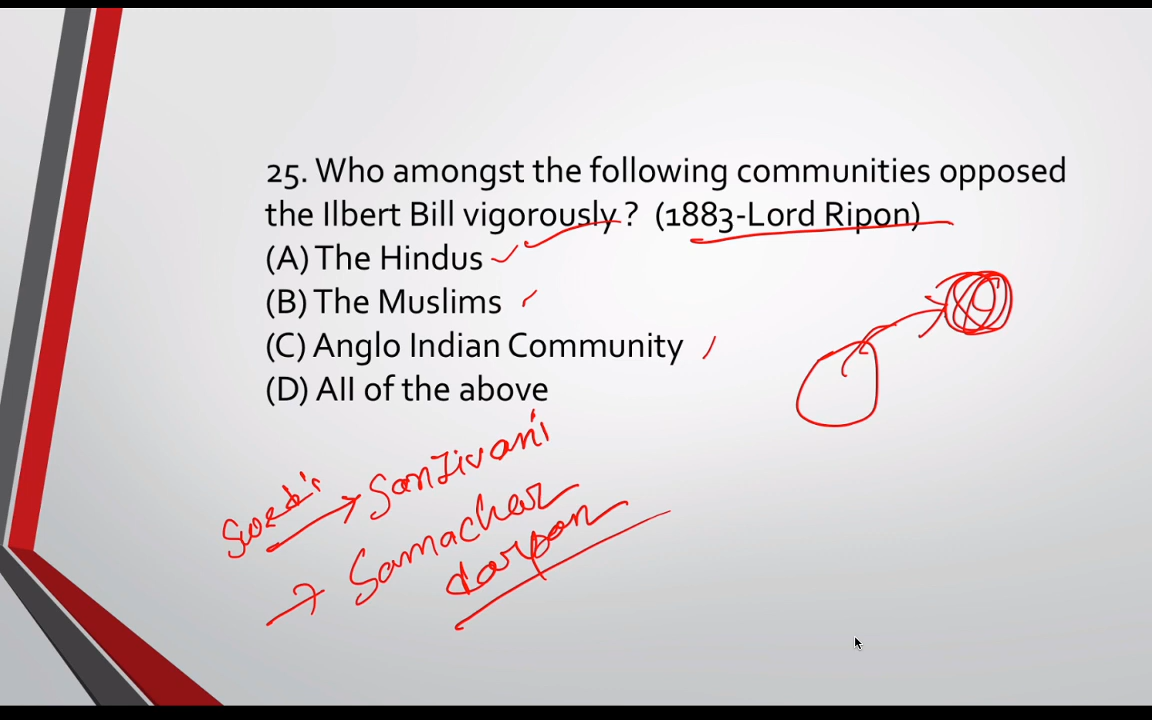 25. Who amongst the following communities opposed
the Ilbert Bill vigorously ? (1883-Lord Ripon)
(A) The Hindus
(B) The Muslims
(C) Anglo Indian Community
(D) All of the above
Sanjivani
Samachar
darpan